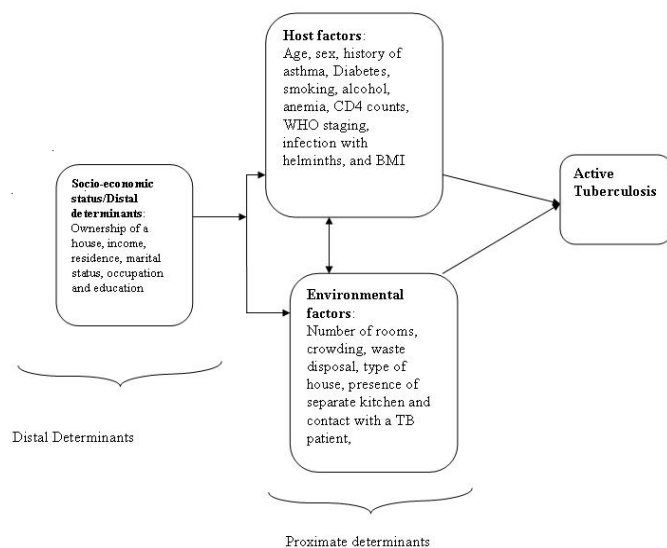 Host factors:
Age, sex, history of
asthma, Diabetes,
smoking, alcohol,
anemia, CD4 counts,
WHO staging,
infection with
helminths, and BMI
Socio-economic
status/Distal
determinants:
Ownership of a
house, income,
residence, marital
status, occupation
and education
Active
Tuberculosis
Environmental
factors:
Number of rooms,
crowding, waste
disposal, type of
house, presence of
separate kitchen and
contact with a TB
patient,
Distal Determinants
Proximate determinants